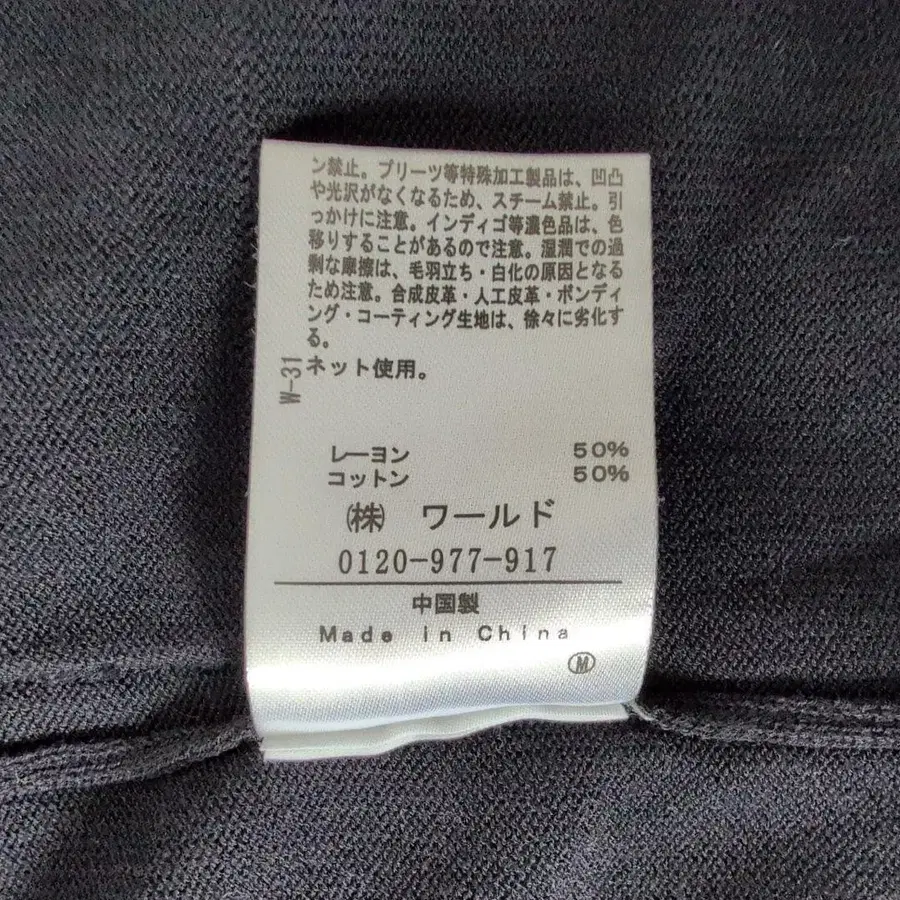 ン禁止。プリーツ等特殊加工製品は、凹凸
や光沢がなくなるため、スチーム禁止。引
っかけに注意。インディゴ等濃色品は、色
移りすることがあるので注意。湿潤での過
剰な摩擦は、毛羽立ち・白化の原因となる
ため注意。合成皮革・人工皮革・ボンディ
ング・コーティング生地は、徐々に劣化す
る。
ネット使用。
W-31
レーヨン 50%
コットン 50%
㈱ ワールド
0120-977-917
中国製
Made in China
Ⓜ